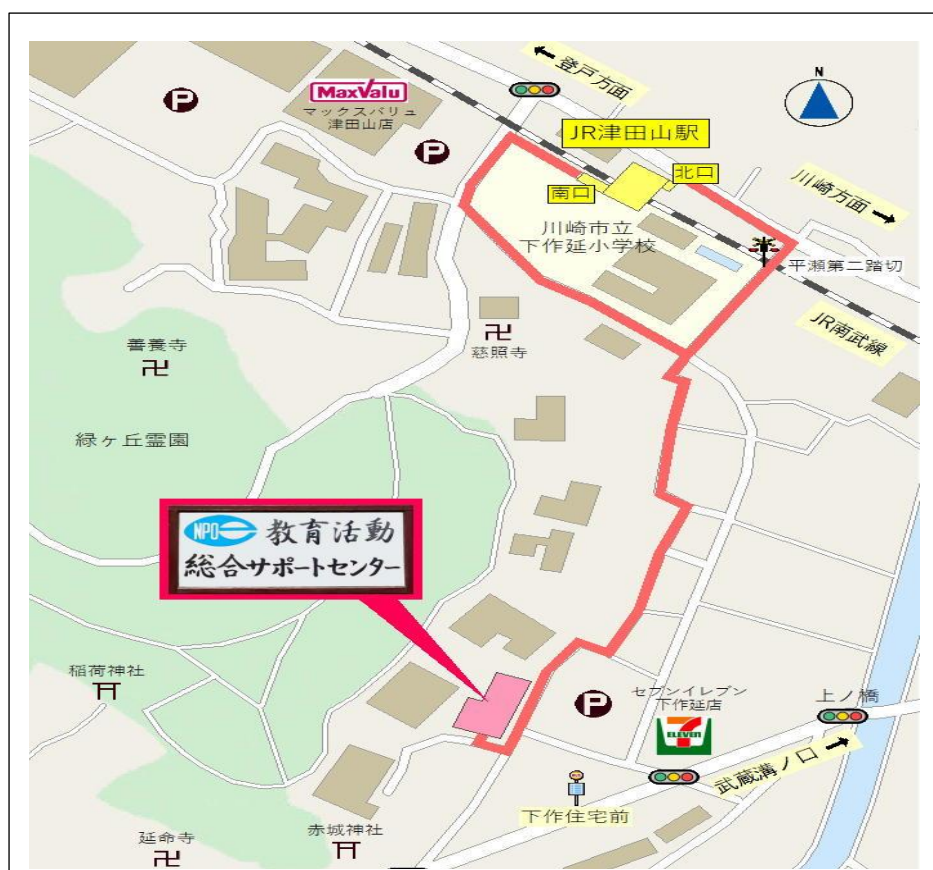 登戸方面
N
MaxValu
マックスバリュ
津田山店
P
P
JR津田山駅
北口
南口
川崎方面
川崎市立
下作延小学校
平瀬第二踏切
JR南武線
慈照寺
善養寺
緑ヶ丘霊園
NPO 教育活動
総合サポートセンター
稲荷神社
P
セブンイレブン
下作延店
7
ELEVEN
上ノ橋
武蔵溝ノ口
下作住宅前
赤城神社
延命寺